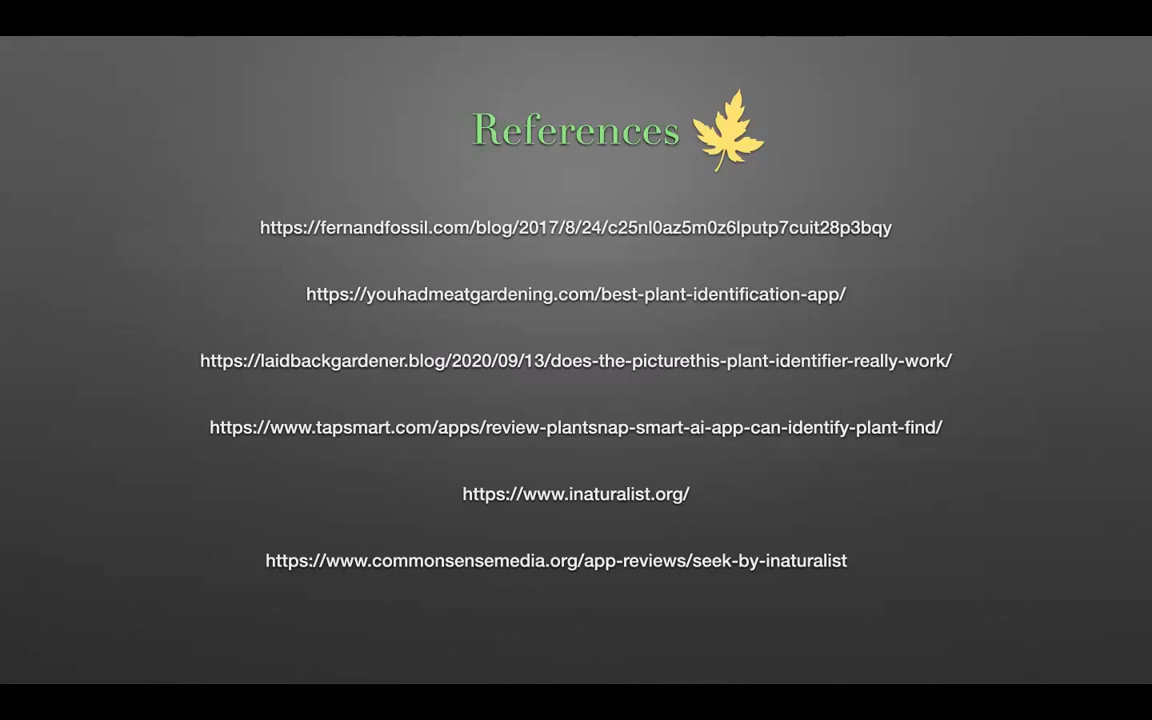 References
https://fernandfossil.com/blog/2017/8/24/c25nl0az5m0z6lputp7cuit28p3bqy
https://youhadmeatgardening.com/best-plant-identification-app/
https://laidbackgardener.blog/2020/09/13/does-the-picturethis-plant-identifier-really-work/
https://www.tapsmart.com/apps/review-plantsnap-smart-ai-app-can-identify-plant-find/
https://www.inaturalist.org/
https://www.commonsensemedia.org/app-reviews/seek-by-inaturalist